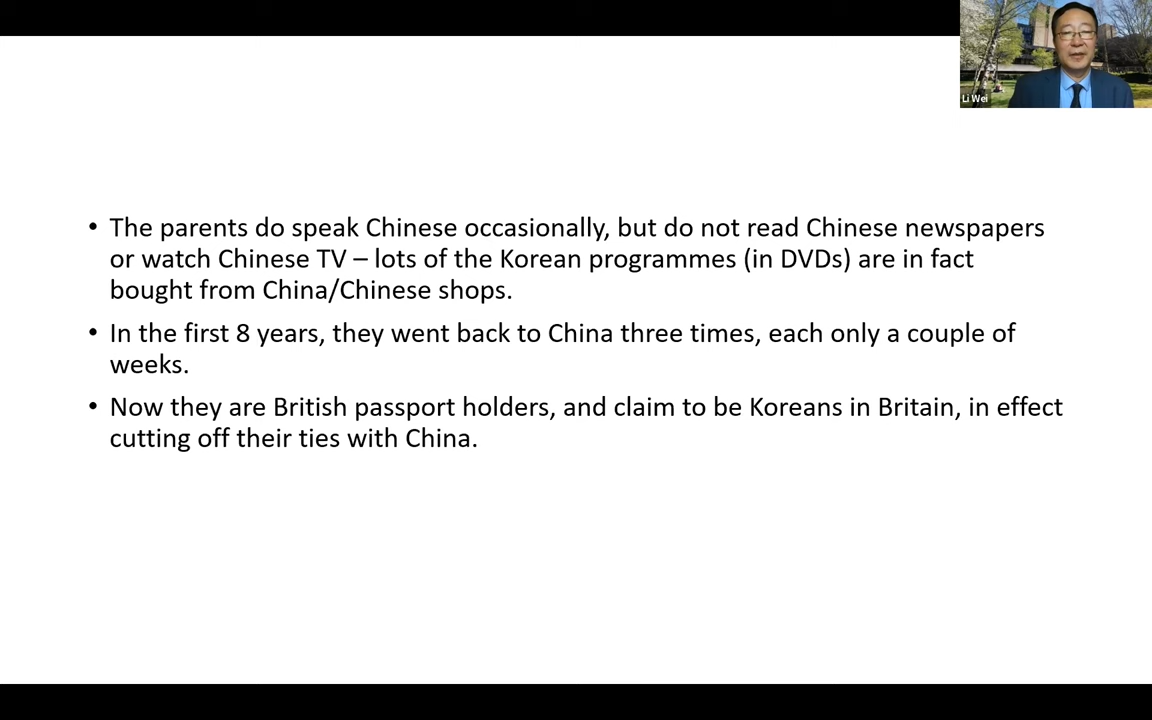 Li Wei
• The parents do speak Chinese occasionally, but do not read Chinese newspapers
or watch Chinese TV – lots of the Korean programmes (in DVDs) are in fact
bought from China/Chinese shops.
• In the first 8 years, they went back to China three times, each only a couple of
weeks.
• Now they are British passport holders, and claim to be Koreans in Britain, in effect
cutting off their ties with China.